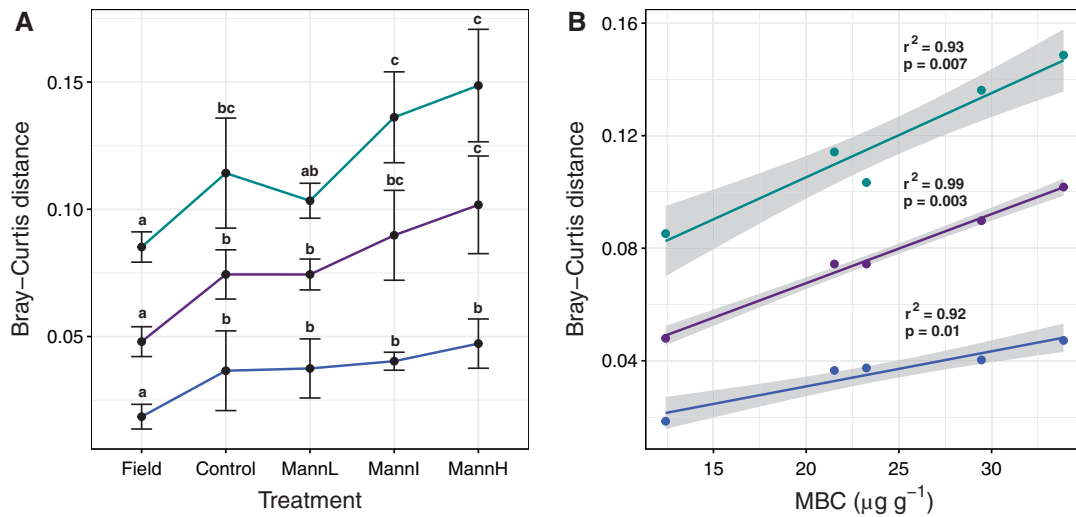 A
Bray−Curtis distance
0.15
0.10
0.05
a
bc
ab
c
c
a
b
b
bc
c
a
b
b
b
b
Field Control MannL MannI MannH
Treatment
B
Bray−Curtis distance
0.16
0.12
0.08
0.04
r² = 0.93
p = 0.007
r² = 0.99
p = 0.003
r² = 0.92
p = 0.01
15 20 25 30
MBC (µg g⁻¹)